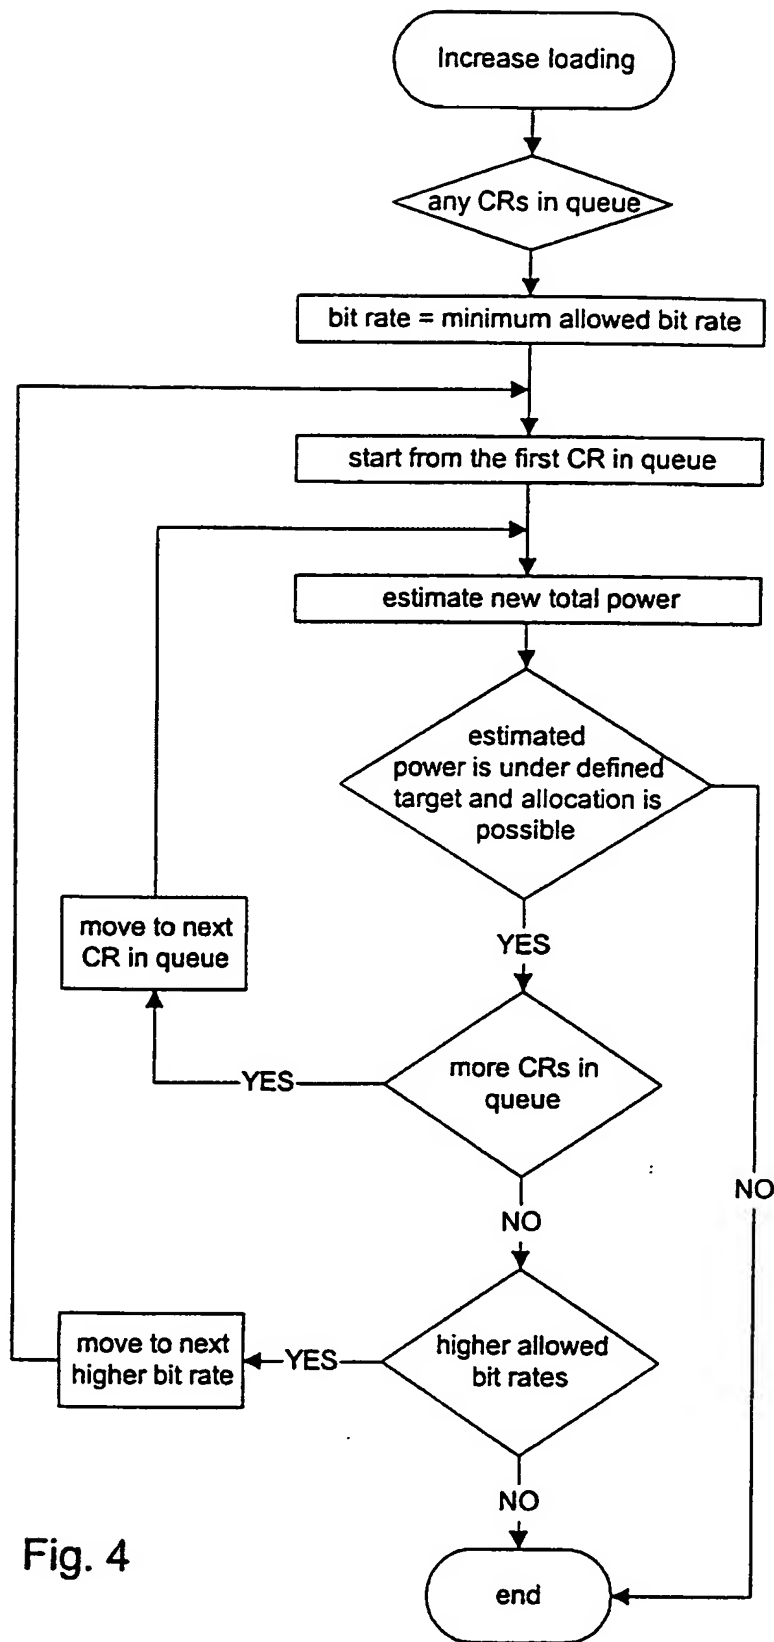 Increase loading
any CRs in queue
bit rate = minimum allowed bit rate
start from the first CR in queue
estimate new total power
estimated
power is under defined
target and allocation is
possible
move to next
CR in queue
YES
more CRs in
queue
YES
NO
NO
move to next
higher bit rate
YES
higher allowed
bit rates
NO
Fig. 4
end